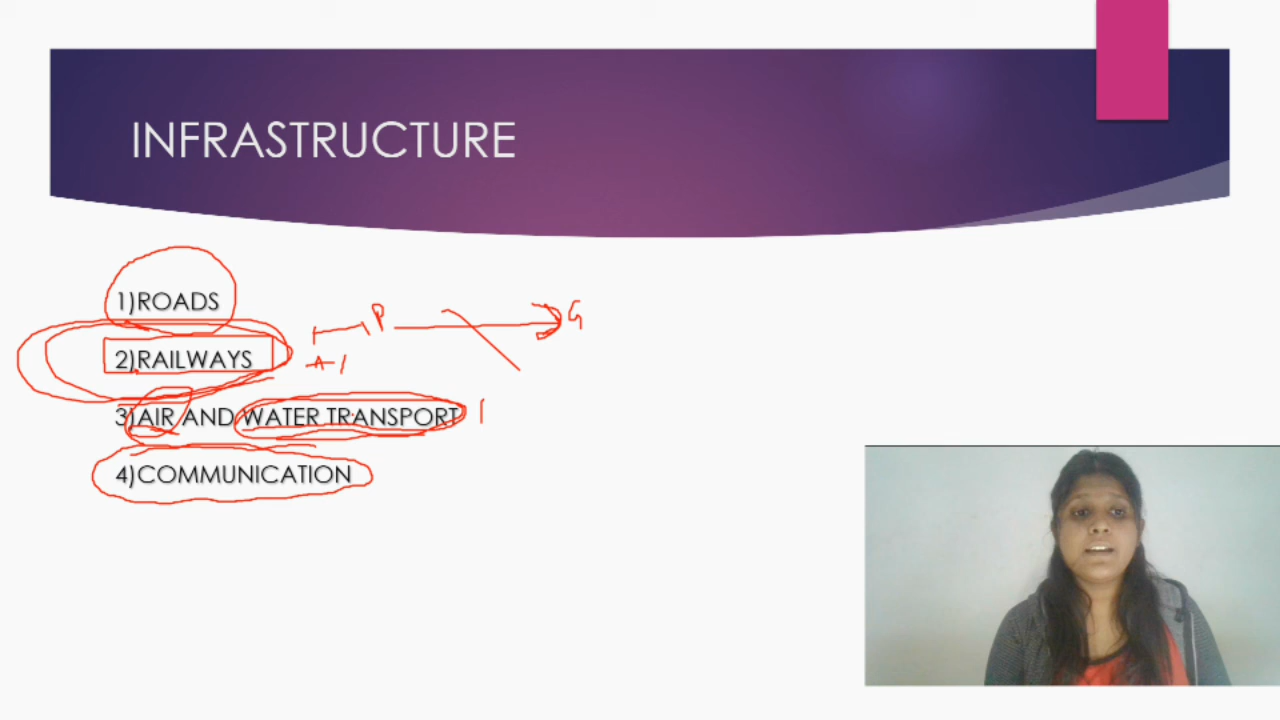 INFRASTRUCTURE
1)ROADS
P G
2)RAILWAYS
3)AIR AND WATER TRANSPORT
4)COMMUNICATION